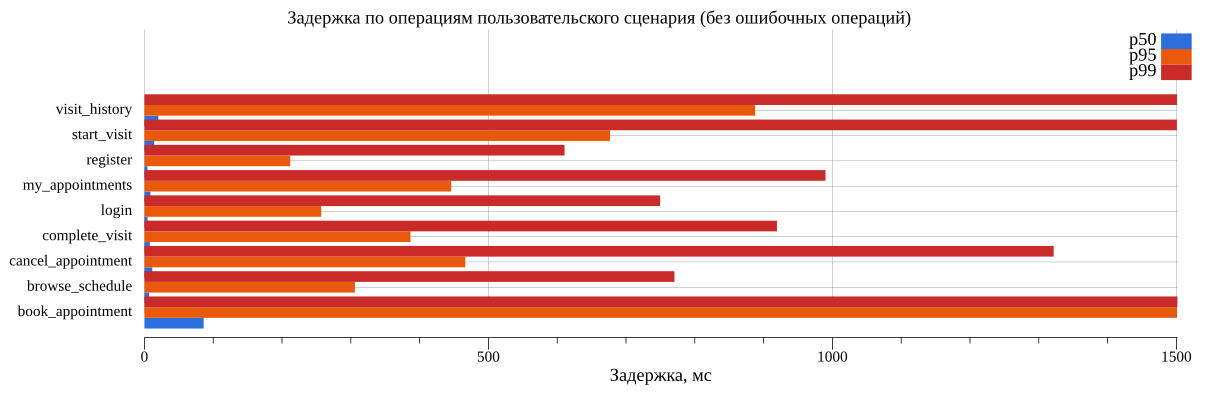 Задержка по операциям пользовательского сценария (без ошибочных операций)
p50
p95
p99
visit_history
start_visit
register
my_appointments
login
complete_visit
cancel_appointment
browse_schedule
book_appointment
0 500 1000 1500
Задержка, мс